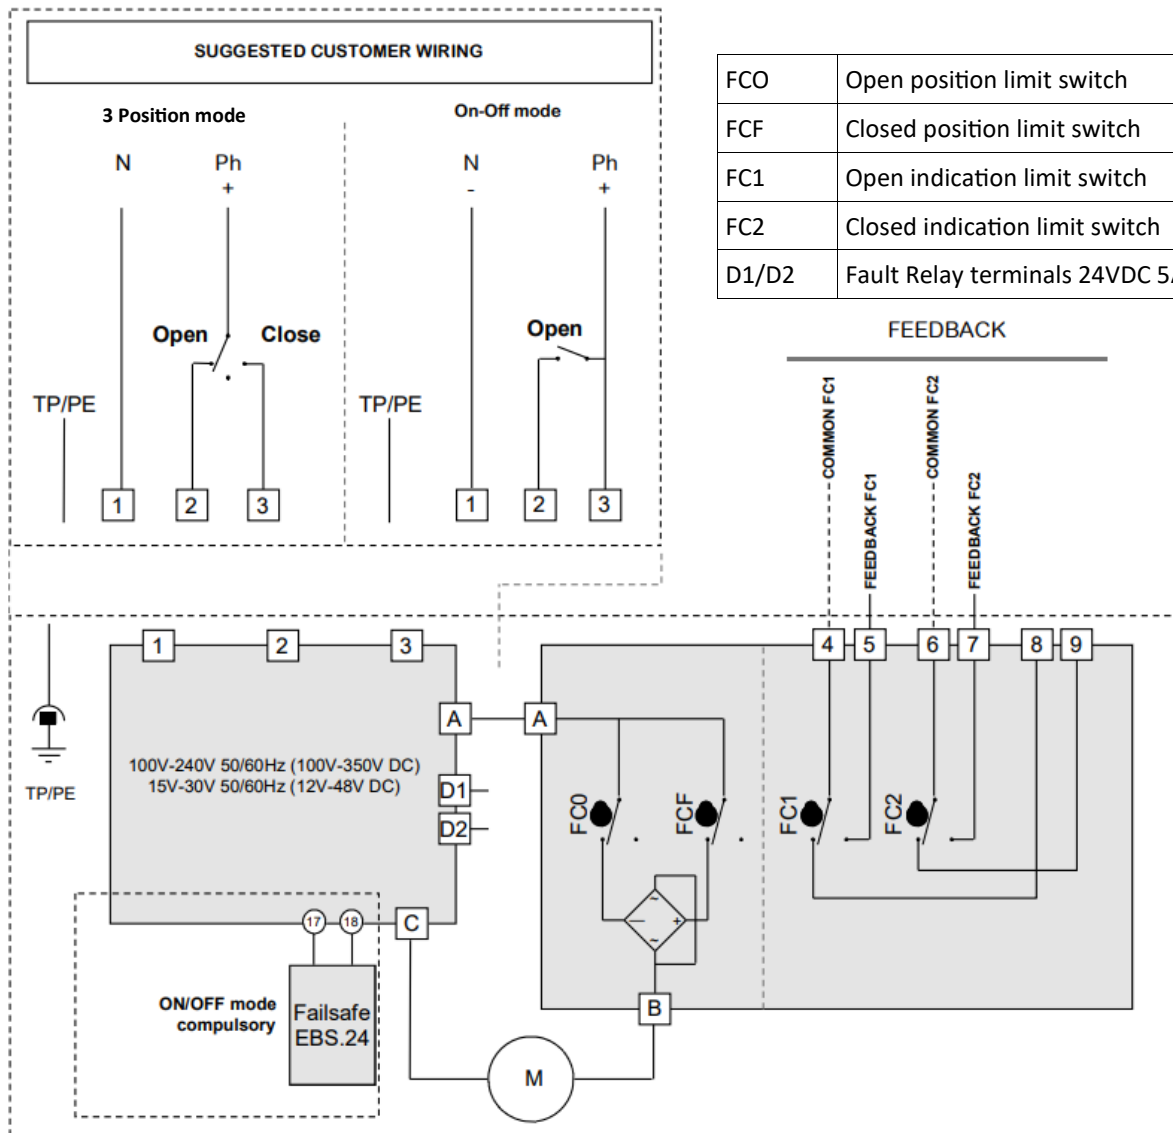 SUGGESTED CUSTOMER WIRING
3 Position mode
On-Off mode
N
Ph
+
N
-
Ph
+
Open
Close
Open
TP/PE
TP/PE
1
2
3
1
2
3
FCO Open position limit switch
FCF Closed position limit switch
FC1 Open indication limit switch
FC2 Closed indication limit switch
D1/D2 Fault Relay terminals 24VDC 5
FEEDBACK
COMMON FC1
FEEDBACK FC1
COMMON FC2
FEEDBACK FC2
1
2
3
4
5
6
7
8
9
TP/PE
100V-240V 50/60Hz (100V-350V DC)
15V-30V 50/60Hz (12V-48V DC)
A
A
D1
D2
FC0
FCF
FC1
FC2
~
—
+
~
17
18
C
B
ON/OFF mode
compulsory
Failsafe
EBS.24
M